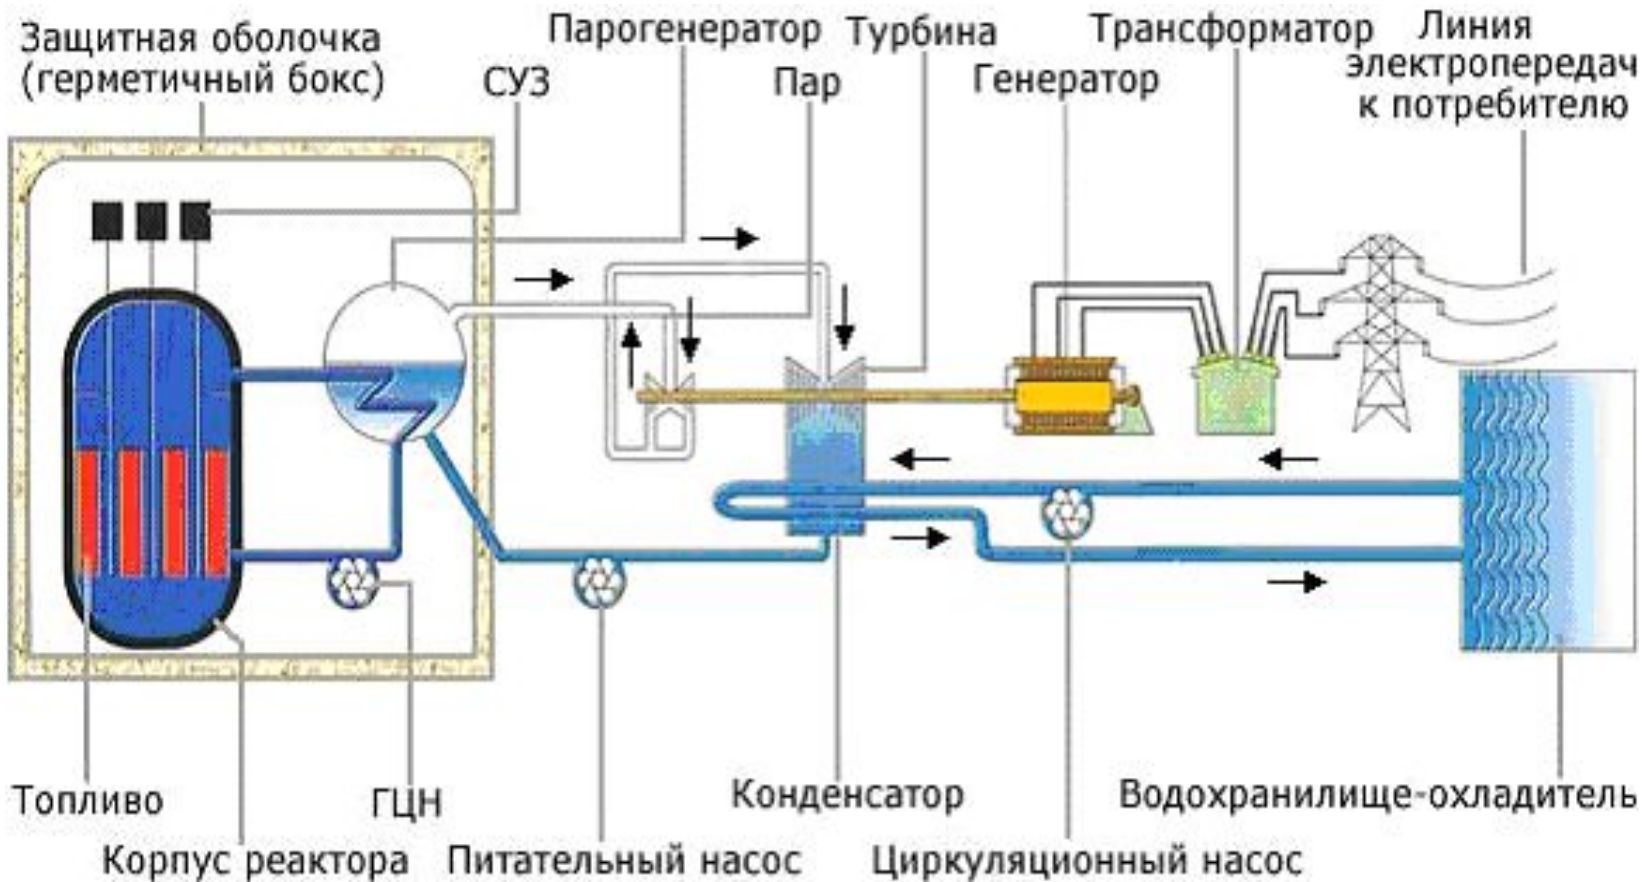 Защитная оболочка
(герметичный бокс)
СУЗ
Парогенератор
Пар
Турбина
Генератор
Трансформатор
Линия
электропередач
к потребителю
Топливо
Корпус реактора
ГЦН
Питательный насос
Конденсатор
Циркуляционный насос
Водохранилище-охладитель